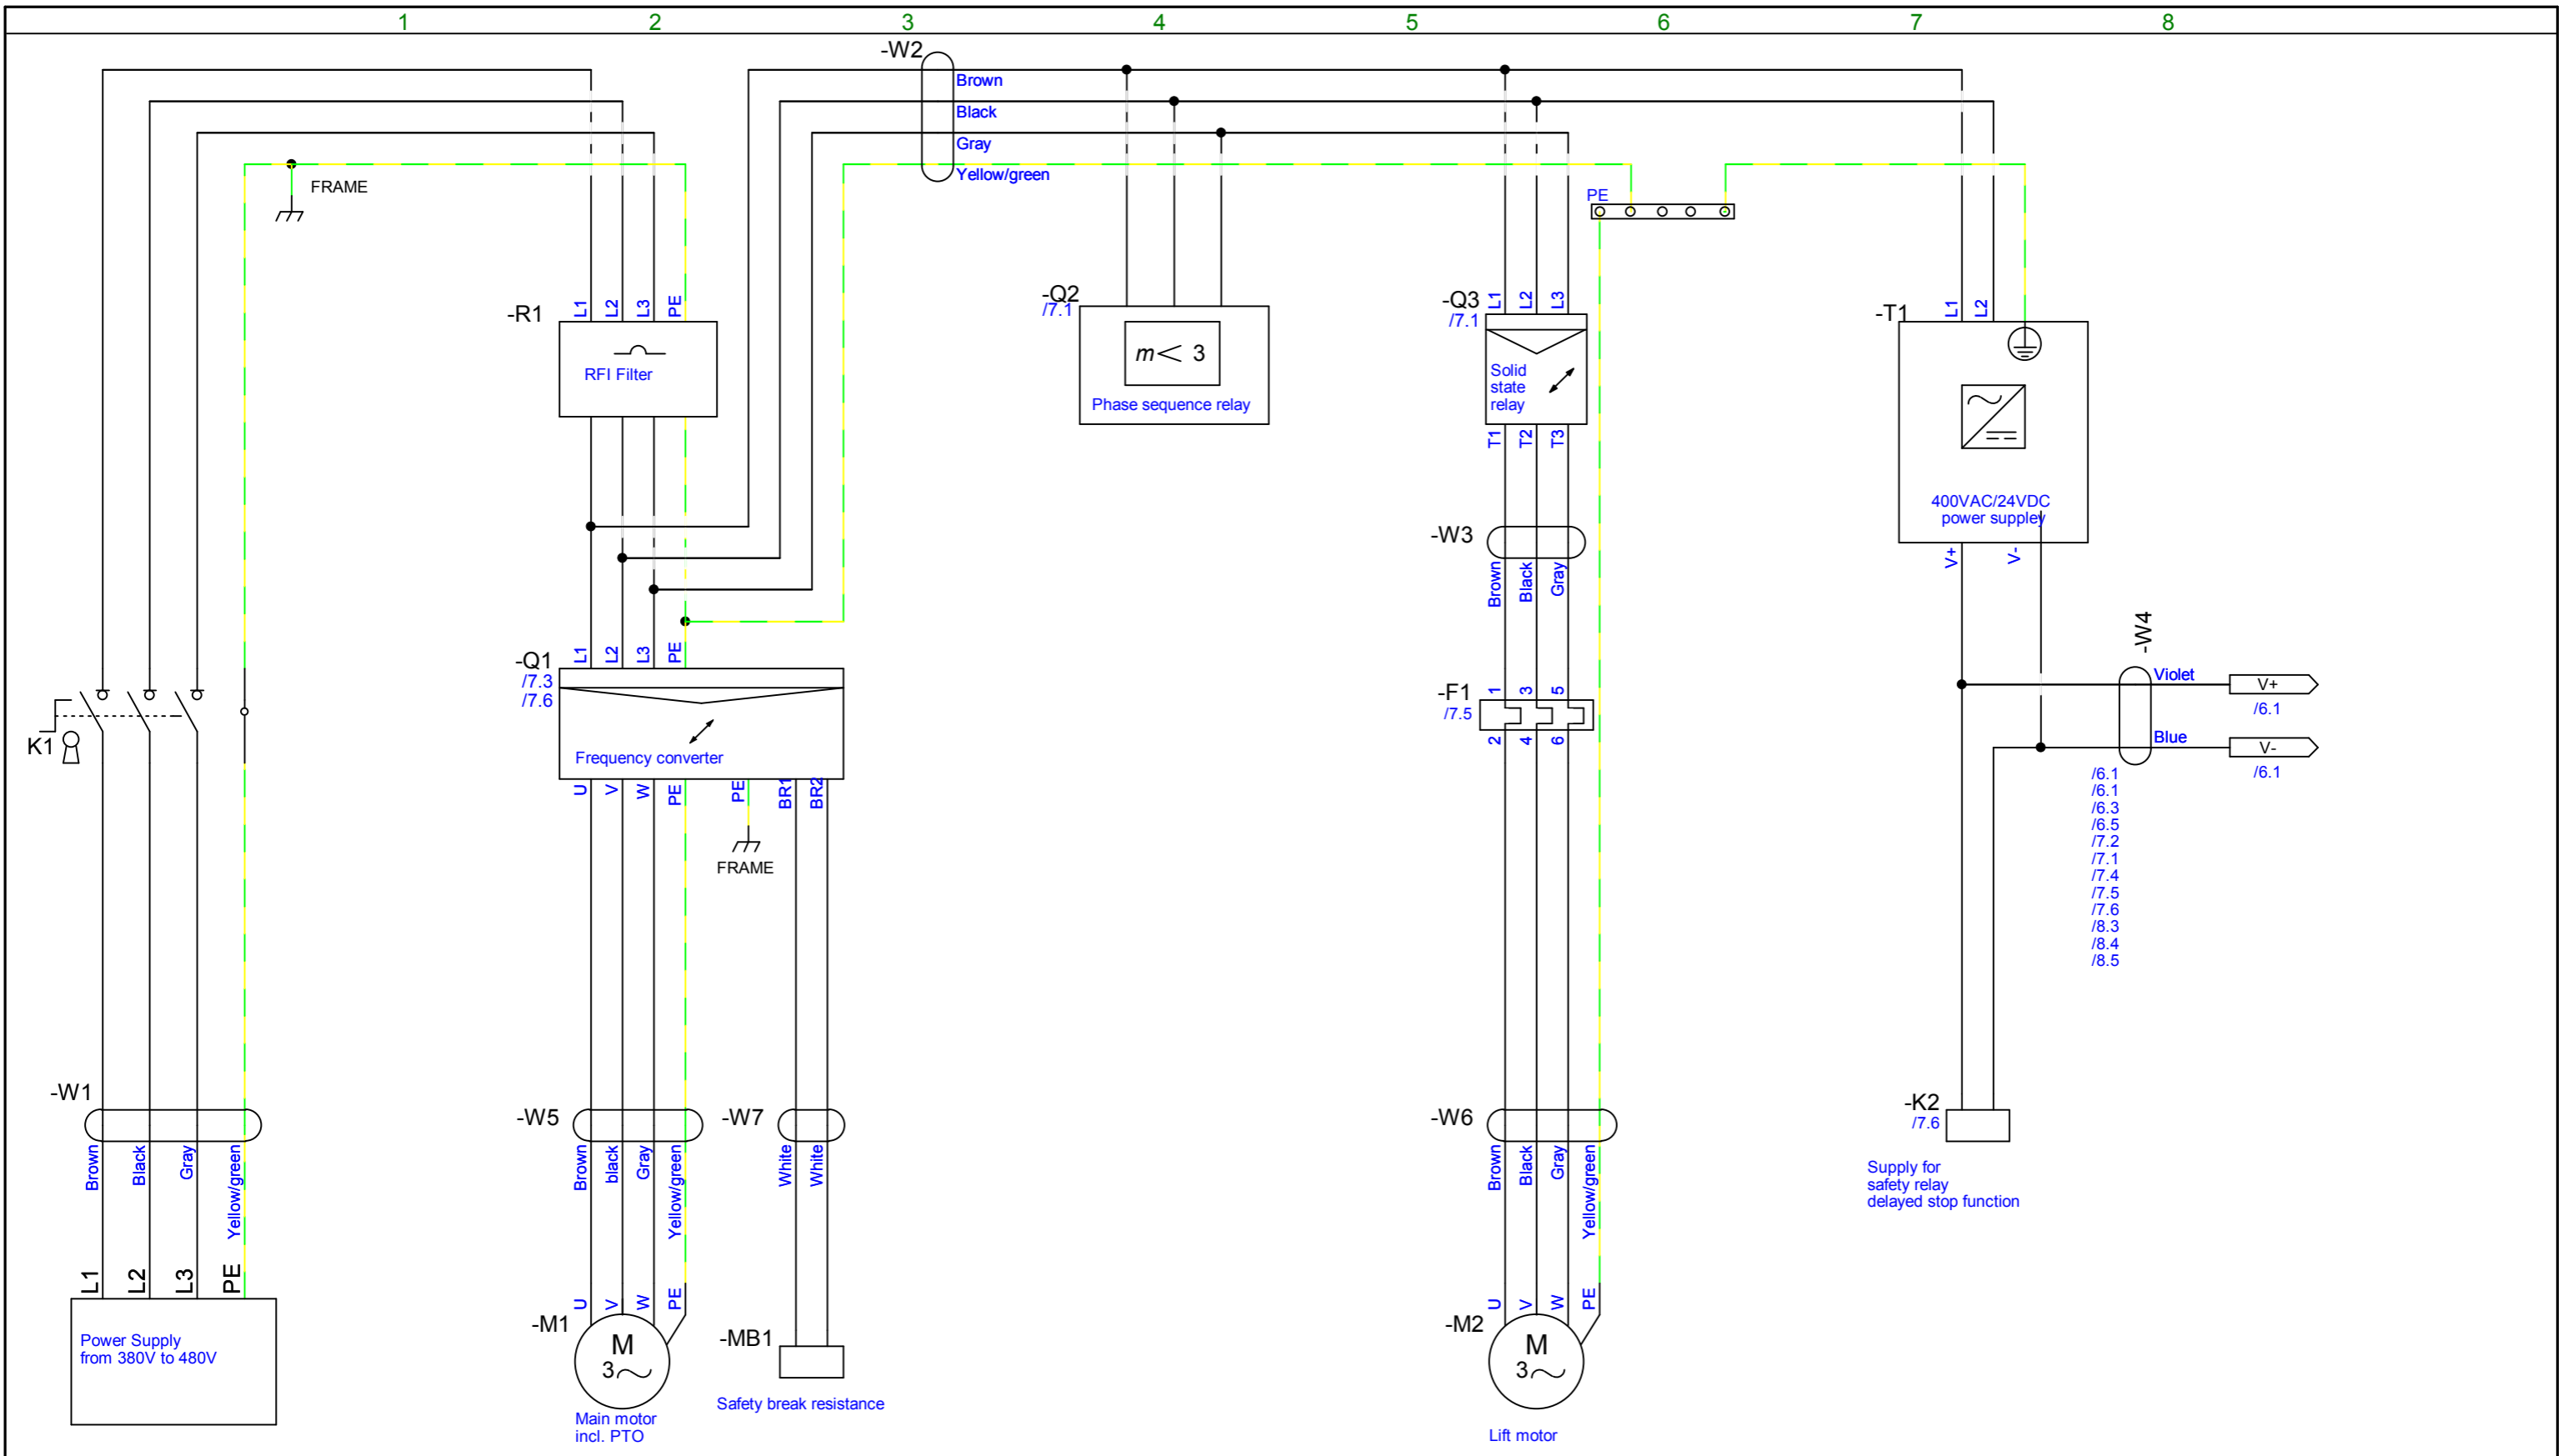 1 2 3 4 5 6 7 8
-W2
Brown
Black
Gray
Yellow/green
FRAME
PE
-R1
L1 L2 L3 PE
RFI Filter
-Q2
/7.1
m< 3
Phase sequence relay
-Q3
/7.1
L1 L2 L3
Solid
state
relay
T1 T2 T3
-T1
L1 L2
400VAC/24VDC
power suppley
V+ V-
-W3
Brown Black Gray
-Q1
/7.3
/7.6
L1 L2 L3 PE
Frequency converter
U V W PE PE BR1 BR2
FRAME
-F1
/7.5
1 3 5
2 4 6
-W4
Violet
V+
/6.1
Blue
V-
/6.1
/6.1
/6.1
/6.3
/6.5
/7.2
/7.1
/7.4
/7.5
/7.6
/8.3
/8.4
/8.5
K1
-W1
Brown Black Gray Yellow/green
L1 L2 L3 PE
Power Supply
from 380V to 480V
-W5
Brown black Gray Yellow/green
U V W PE
-M1
M
3
Main motor
incl. PTO
-W7
White White
-MB1
Safety break resistance
-W6
Brown Black Gray Yellow/green
U V W PE
-M2
M
3
Lift motor
-K2
/7.6
Supply for
safety relay
delayed stop function